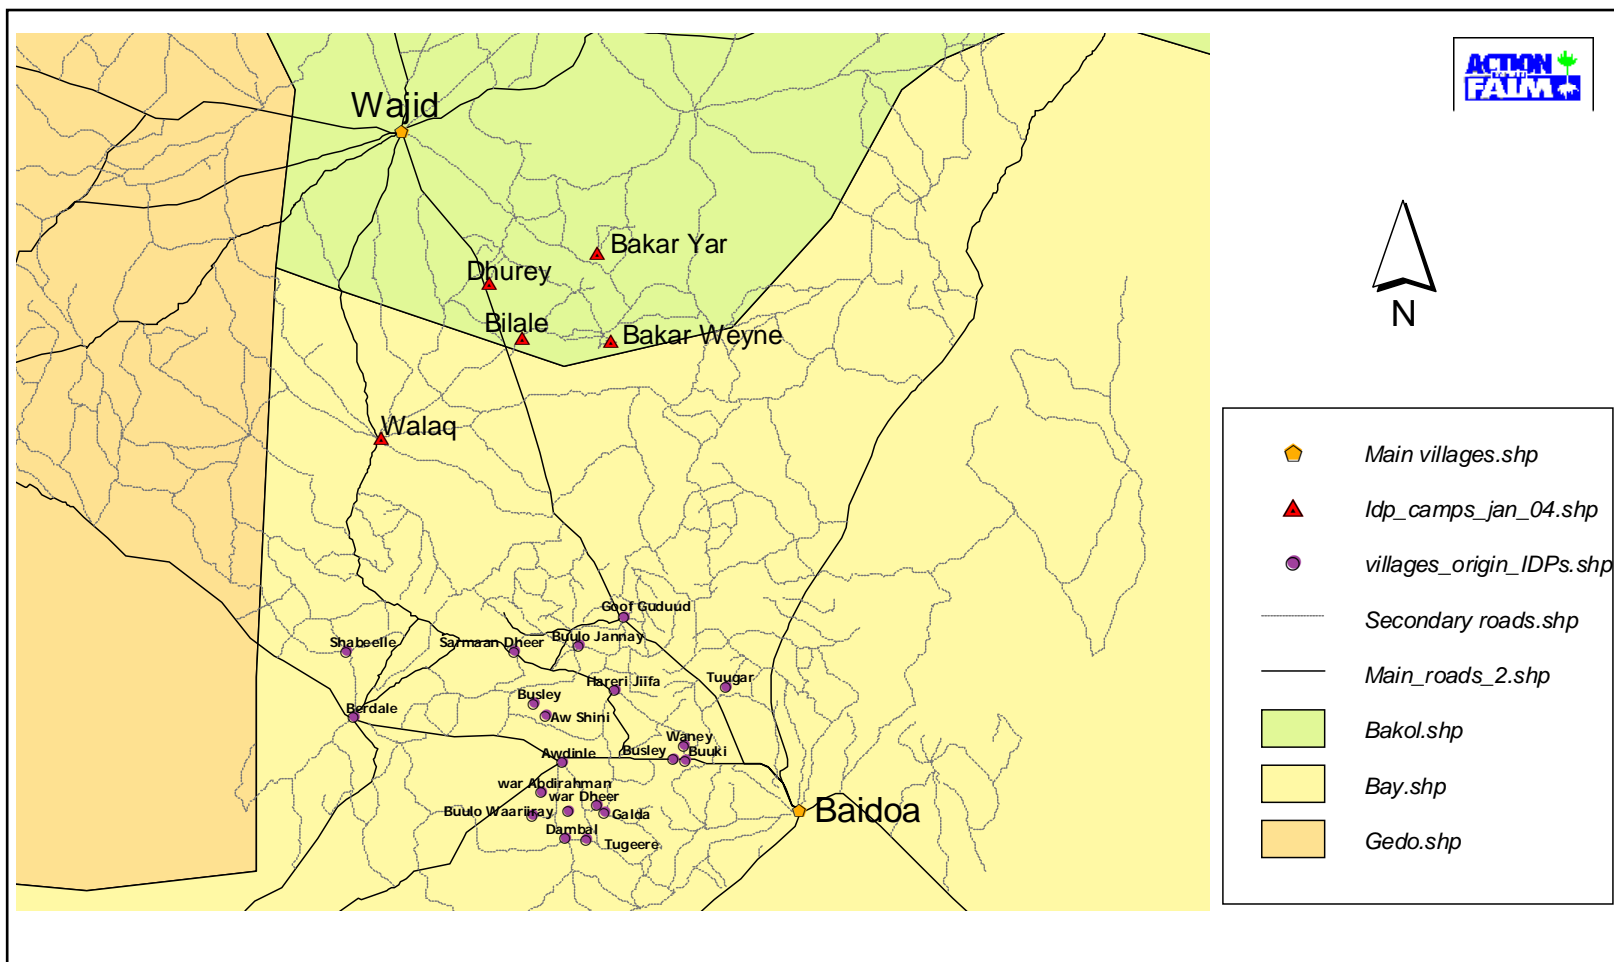 ACTION
FAIM
Wajid
Bakar Yar
Dhurey
Bilale
Bakar Weyne
Walaq
N
Main villages.shp
Idp_camps_jan_04.shp
villages_origin_IDPs.shp
Secondary roads.shp
Main_roads_2.shp
Bakol.shp
Bay.shp
Gedo.shp
Goof Guduud
Shabeelle
Sarmaan Dheer
Buulo Jannay
Hareri Jiifa
Tuugar
Busley
Aw Shini
Berdale
Waney
Awdinle
Busley
Buuki
war Abdirahman
war Dheer
Buulo Waariiray
Galda
Baidoa
Dambal
Tugeere